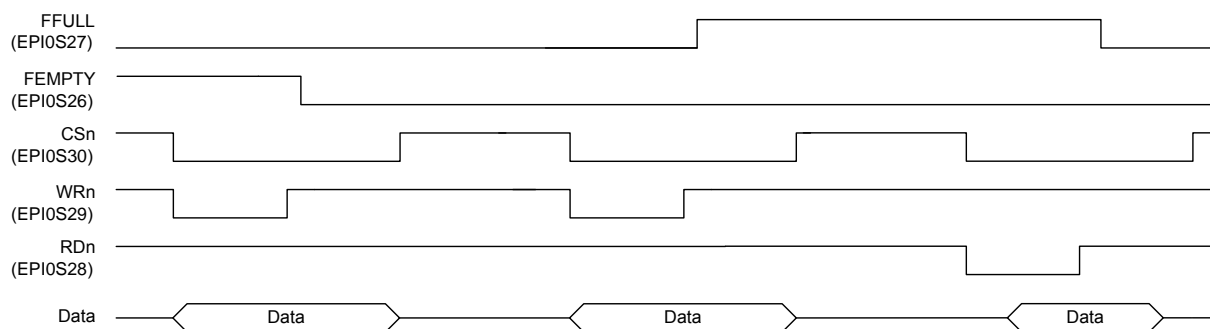 FFULL
(EPI0S27)
FEMPTY
(EPI0S26)
CSn
(EPI0S30)
WRn
(EPI0S29)
RDn
(EPI0S28)
Data Data Data Data